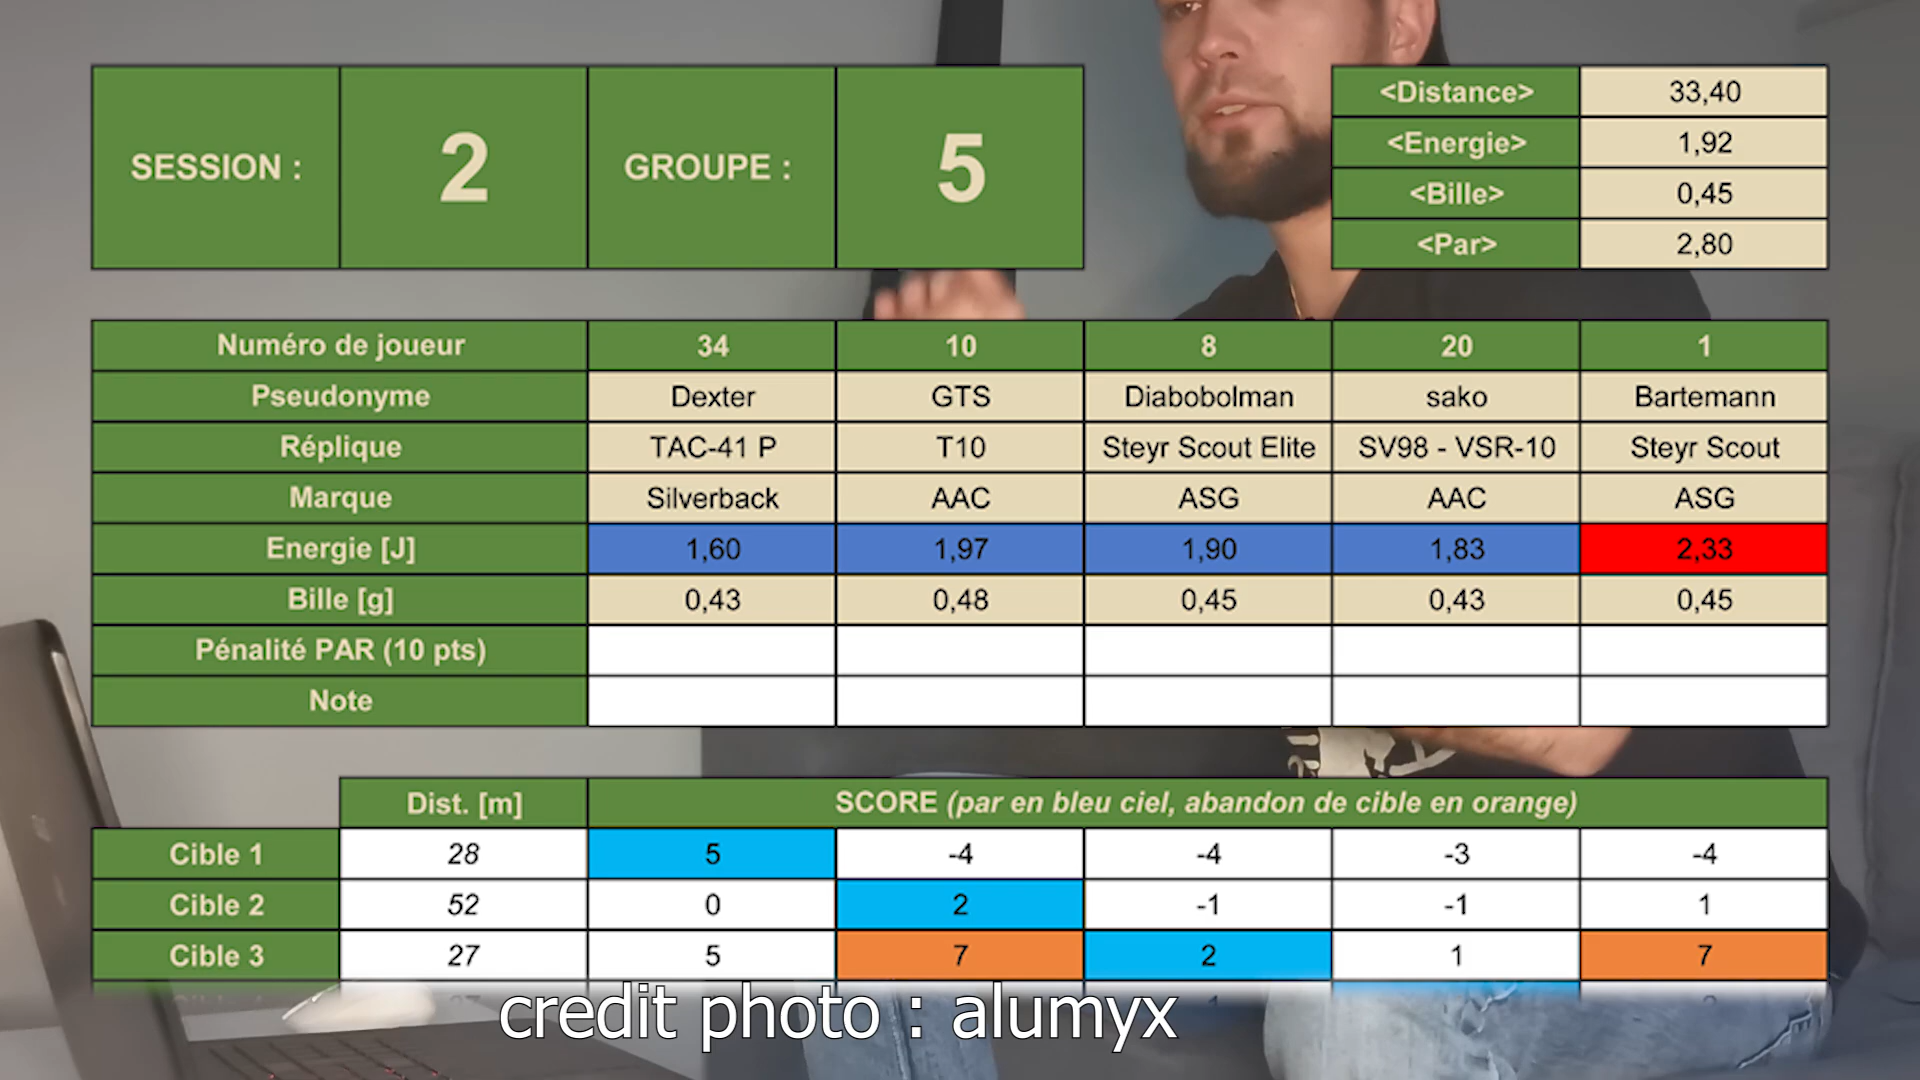 SESSION : 2 GROUPE : 5
<Distance> 33,40
<Energie> 1,92
<Bille> 0,45
<Par> 2,80
Numéro de joueur 34 10 8 20 1
Pseudonyme Dexter GTS Diabobolman sako Bartemann
Réplique TAC-41 P T10 Steyr Scout Elite SV98 - VSR-10 Steyr Scout
Marque Silverback AAC ASG AAC ASG
Energie [J] 1,60 1,97 1,90 1,83 2,33
Bille [g] 0,43 0,48 0,45 0,43 0,45
Pénalité PAR (10 pts)
Note
Dist. [m] SCORE (par en bleu ciel, abandon de cible en orange)
Cible 1 28 5 -4 -4 -3 -4
Cible 2 52 0 2 -1 -1 1
Cible 3 27 5 7 2 1 7
credit photo : alumyx